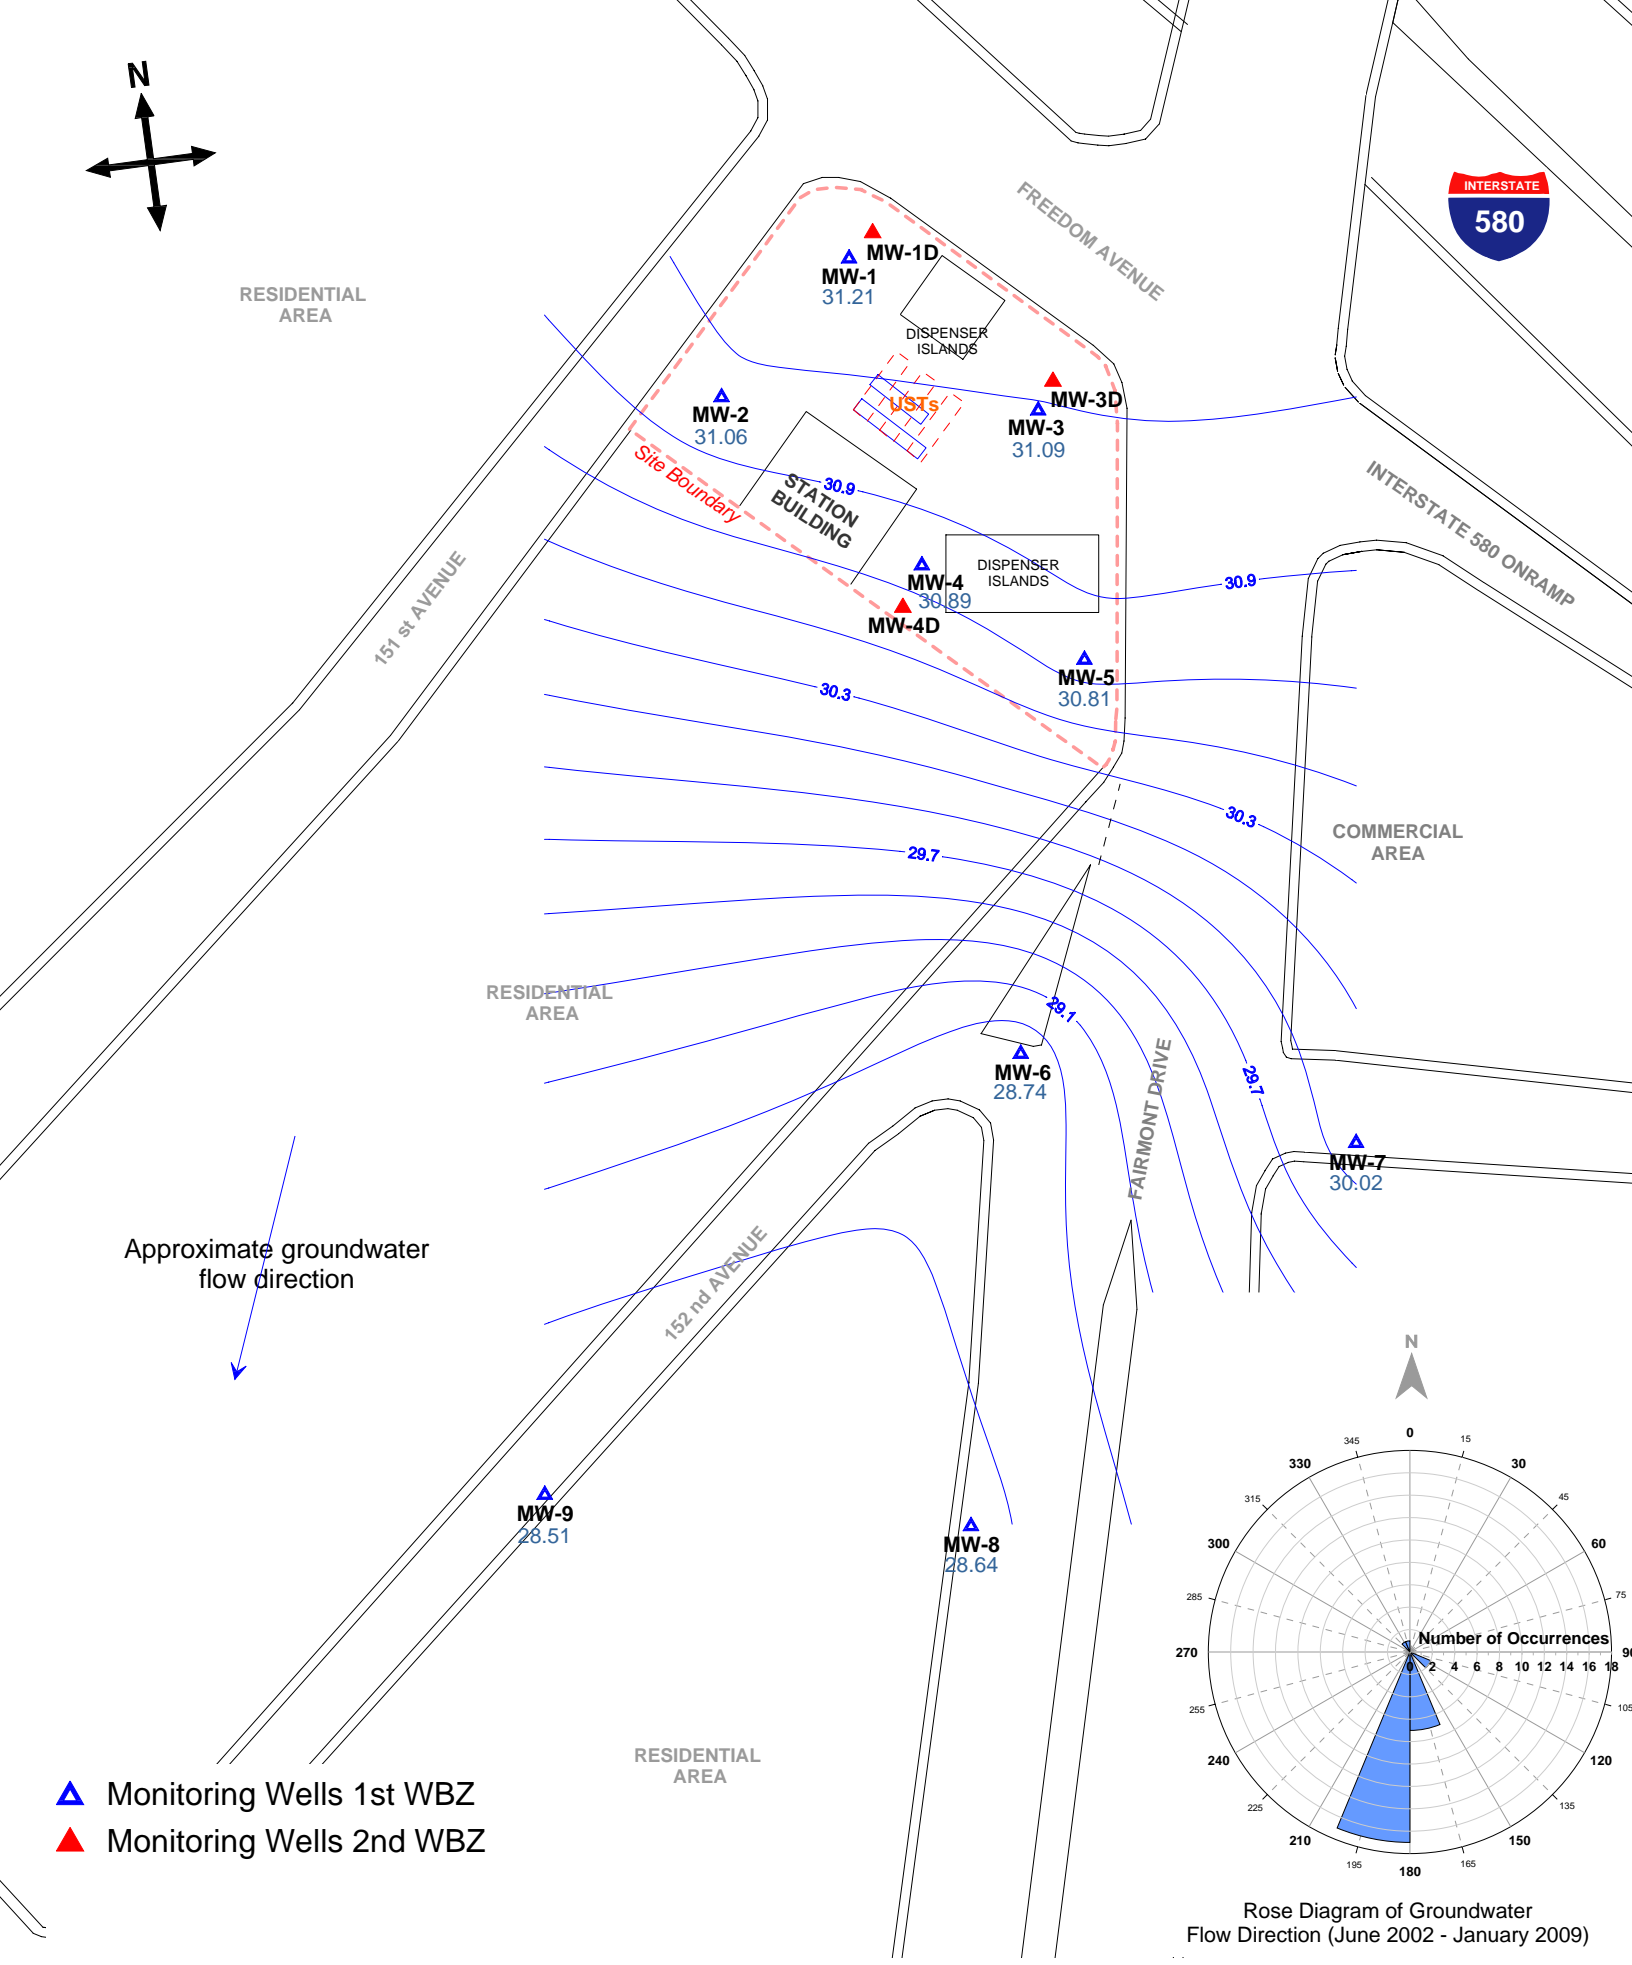 N
INTERSTATE
580
FREEDOM AVENUE
RESIDENTIAL
AREA
MW-1D
MW-1
31.21
DISPENSER
ISLANDS
MW-3D
USTs
MW-2
31.06
MW-3
31.09
Site Boundary
STATION
BUILDING
30.9
INTERSTATE 580 ONRAMP
DISPENSER
ISLANDS
MW-4
30.89
30.9
MW-4D
151 st AVENUE
MW-5
30.81
30.3
30.3
COMMERCIAL
AREA
29.7
RESIDENTIAL
AREA
29.1
MW-6
28.74
29.7
FAIRMONT DRIVE
MW-7
30.02
Approximate groundwater
flow direction
152 nd AVENUE
MW-9
28.51
MW-8
28.64
RESIDENTIAL
AREA
Monitoring Wells 1st WBZ
Monitoring Wells 2nd WBZ
N
0
345
15
330
30
315
45
300
60
285
75
Number of Occurrences
270
0 2 4 6 8 10 12 14 16 18
90
255
105
240
120
225
135
210
150
195
165
180
Rose Diagram of Groundwater
Flow Direction (June 2002 - January 2009)